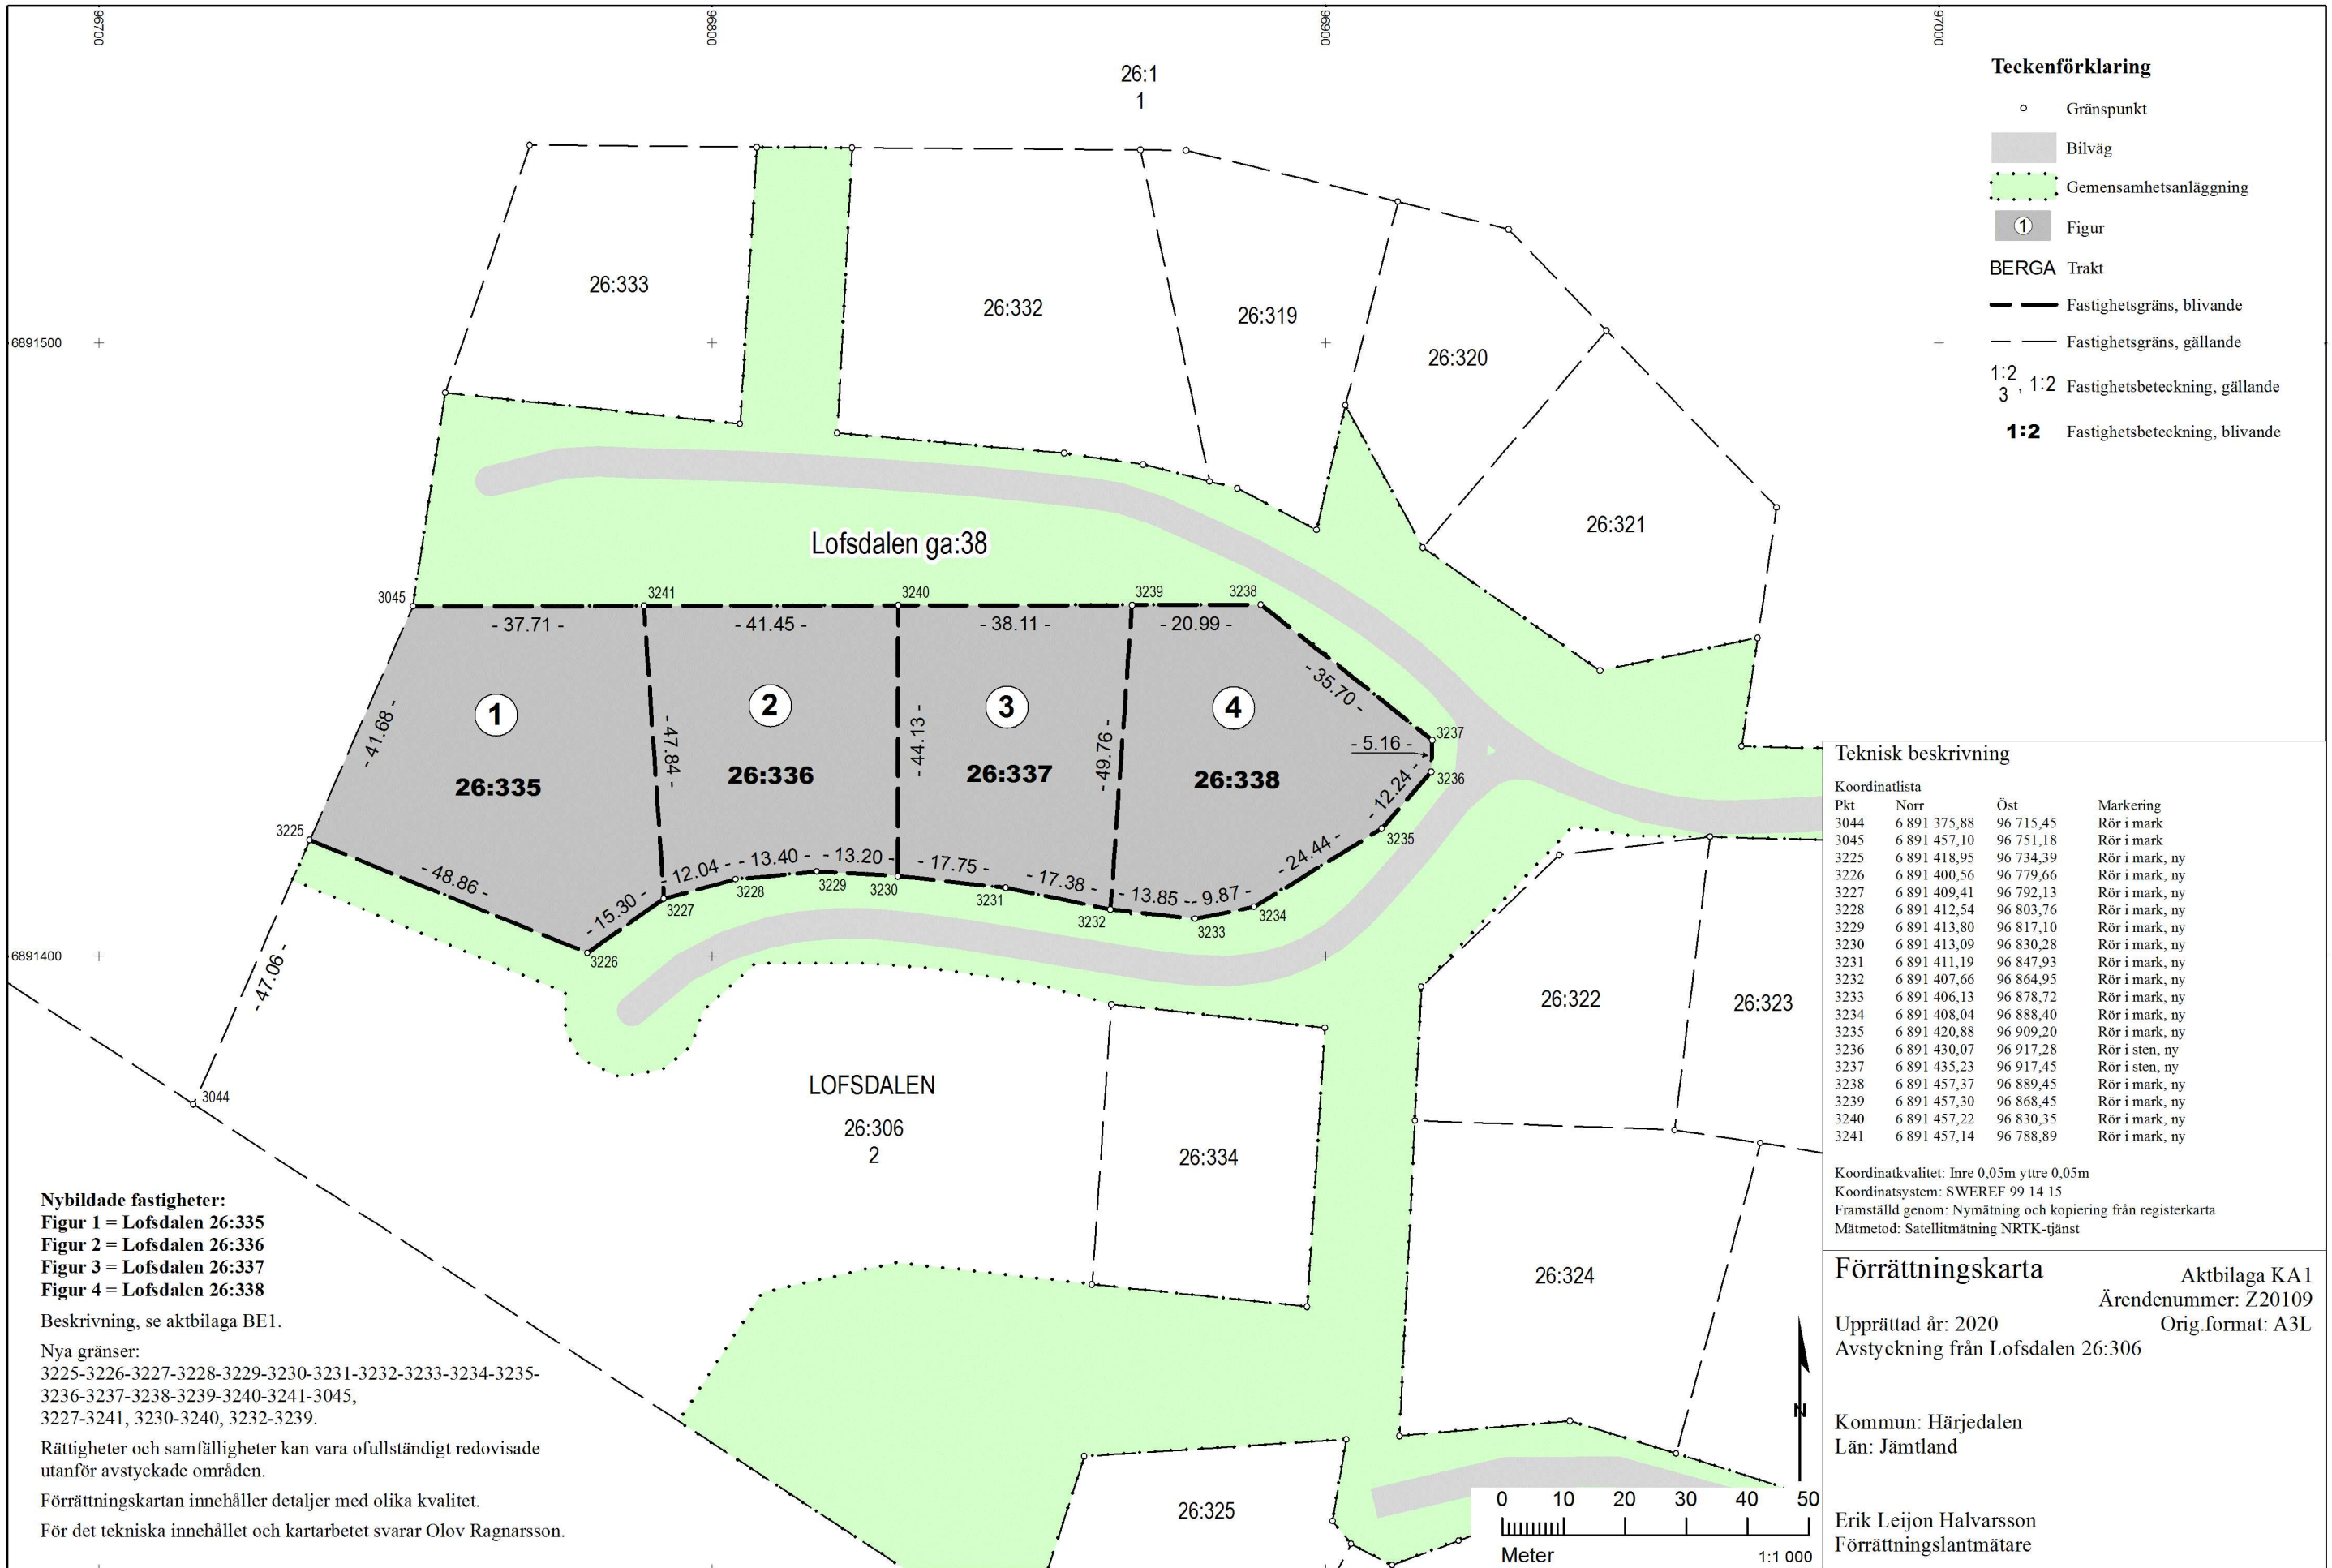 96700
96800
96900
97000
26:1
1
Teckenförklaring
Gränspunkt
Bilväg
Gemensamhetsanläggning
1 Figur
BERGA Trakt
Fastighetsgräns, blivande
Fastighetsgräns, gällande
1:2
3 , 1:2 Fastighetsbeteckning, gällande
1:2 Fastighetsbeteckning, blivande
26:333
26:332
26:319
26:320
26:321
6891500
Lofsdalen ga:38
3045
3241
3240
3239
3238
- 37.71 -
- 41.45 -
- 38.11 -
- 20.99 -
- 35.70 -
- 41.68 -
1
26:335
- 47.84 -
2
26:336
- 44.13 -
3
26:337
- 49.76 -
4
26:338
3237
- 5.16 -
3236
- 12.24 -
3235
3225
- 48.86 -
- 15.30 -
- 12.04 -
- 13.40 -
- 13.20 -
- 17.75 -
- 17.38 -
- 13.85 -
- 9.87 -
- 24.44 -
3226
3227
3228
3229
3230
3231
3232
3233
3234
6891400
- 47.06 -
3044
LOFSDALEN
26:306
2
26:334
26:322
26:323
26:324
26:325
Teknisk beskrivning
Koordinatlista
Pkt Norr Öst Markering
3044 6 891 375,88 96 715,45 Rör i mark
3045 6 891 457,10 96 751,18 Rör i mark
3225 6 891 418,95 96 734,39 Rör i mark, ny
3226 6 891 400,56 96 779,66 Rör i mark, ny
3227 6 891 409,41 96 792,13 Rör i mark, ny
3228 6 891 412,54 96 803,76 Rör i mark, ny
3229 6 891 413,80 96 817,10 Rör i mark, ny
3230 6 891 413,09 96 830,28 Rör i mark, ny
3231 6 891 411,19 96 847,93 Rör i mark, ny
3232 6 891 407,66 96 864,95 Rör i mark, ny
3233 6 891 406,13 96 878,72 Rör i mark, ny
3234 6 891 408,04 96 888,40 Rör i mark, ny
3235 6 891 420,88 96 909,20 Rör i mark, ny
3236 6 891 430,07 96 917,28 Rör i sten, ny
3237 6 891 435,23 96 917,45 Rör i sten, ny
3238 6 891 457,37 96 889,45 Rör i mark, ny
3239 6 891 457,30 96 868,45 Rör i mark, ny
3240 6 891 457,22 96 830,35 Rör i mark, ny
3241 6 891 457,14 96 788,89 Rör i mark, ny
Koordinatkvalitet: Inre 0,05m yttre 0,05m
Koordinatsystem: SWEREF 99 14 15
Framställd genom: Nymätning och kopiering från registerkarta
Mätmetod: Satellitmätning NRTK-tjänst
Nybildade fastigheter:
Figur 1 = Lofsdalen 26:335
Figur 2 = Lofsdalen 26:336
Figur 3 = Lofsdalen 26:337
Figur 4 = Lofsdalen 26:338
Beskrivning, se aktbilaga BE1.
Nya gränser:
3225-3226-3227-3228-3229-3230-3231-3232-3233-3234-3235-
3236-3237-3238-3239-3240-3241-3045,
3227-3241, 3230-3240, 3232-3239.
Rättigheter och samfälligheter kan vara ofullständigt redovisade
utanför avstyckade områden.
Förrättningskartan innehåller detaljer med olika kvalitet.
För det tekniska innehållet och kartarbetet svarar Olov Ragnarsson.
N
0 10 20 30 40 50
Meter
1:1 000
Förrättningskarta
Aktbilaga KA1
Ärendenummer: Z20109
Upprättad år: 2020 Orig.format: A3L
Avstyckning från Lofsdalen 26:306
Kommun: Härjedalen
Län: Jämtland
Erik Leijon Halvarsson
Förrättningslantmätare